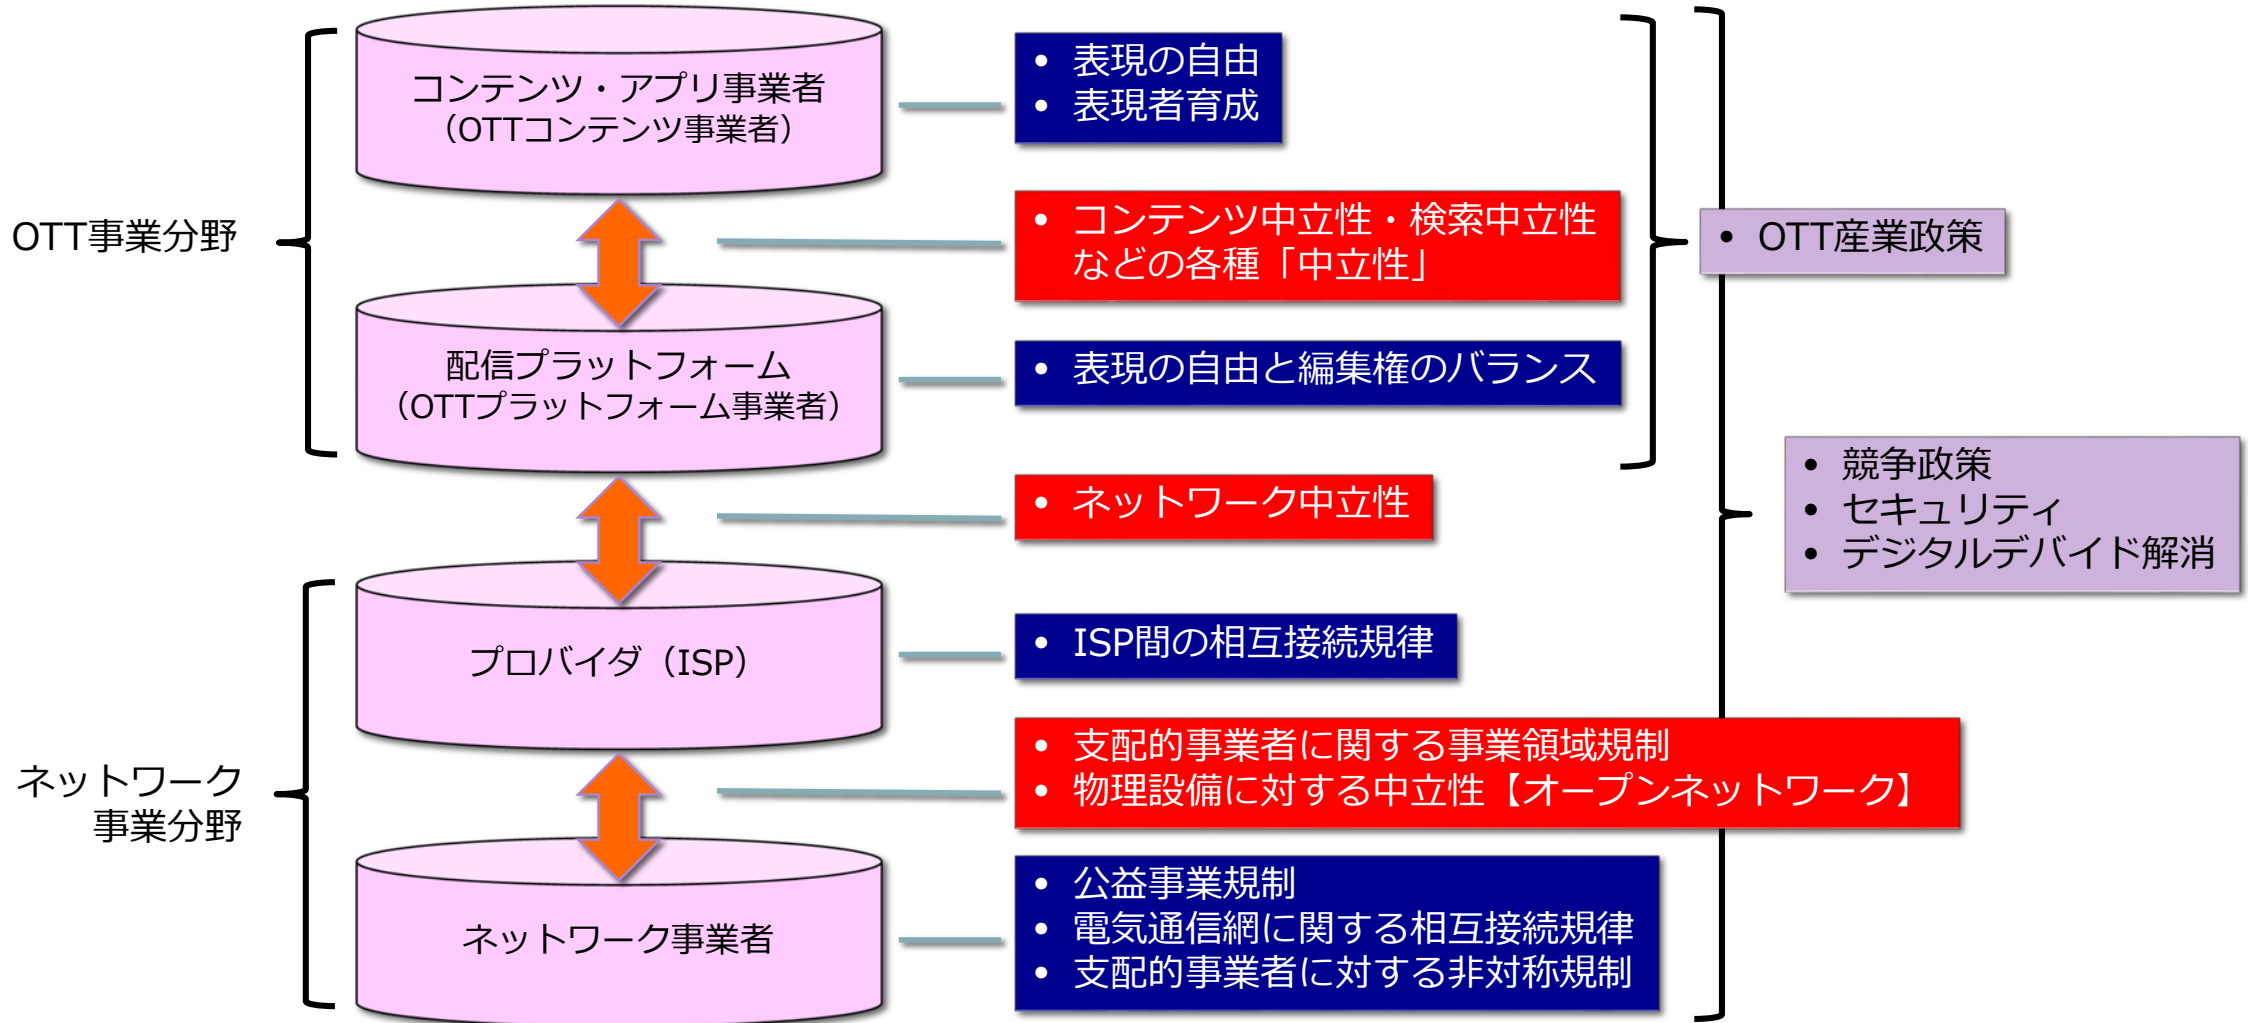 コンテンツ・アプリ事業者
（OTTコンテンツ事業者）
• 表現の自由
• 表現者育成
OTT事業分野
• コンテンツ中立性・検索中立性
などの各種「中立性」
• OTT産業政策
配信プラットフォーム
（OTTプラットフォーム事業者）
• 表現の自由と編集権のバランス
• 競争政策
• セキュリティ
• デジタルデバイド解消
• ネットワーク中立性
プロバイダ（ISP）
• ISP間の相互接続規律
ネットワーク
事業分野
• 支配的事業者に関する事業領域規制
• 物理設備に対する中立性【オープンネットワーク】
ネットワーク事業者
• 公益事業規制
• 電気通信網に関する相互接続規律
• 支配的事業者に対する非対称規制